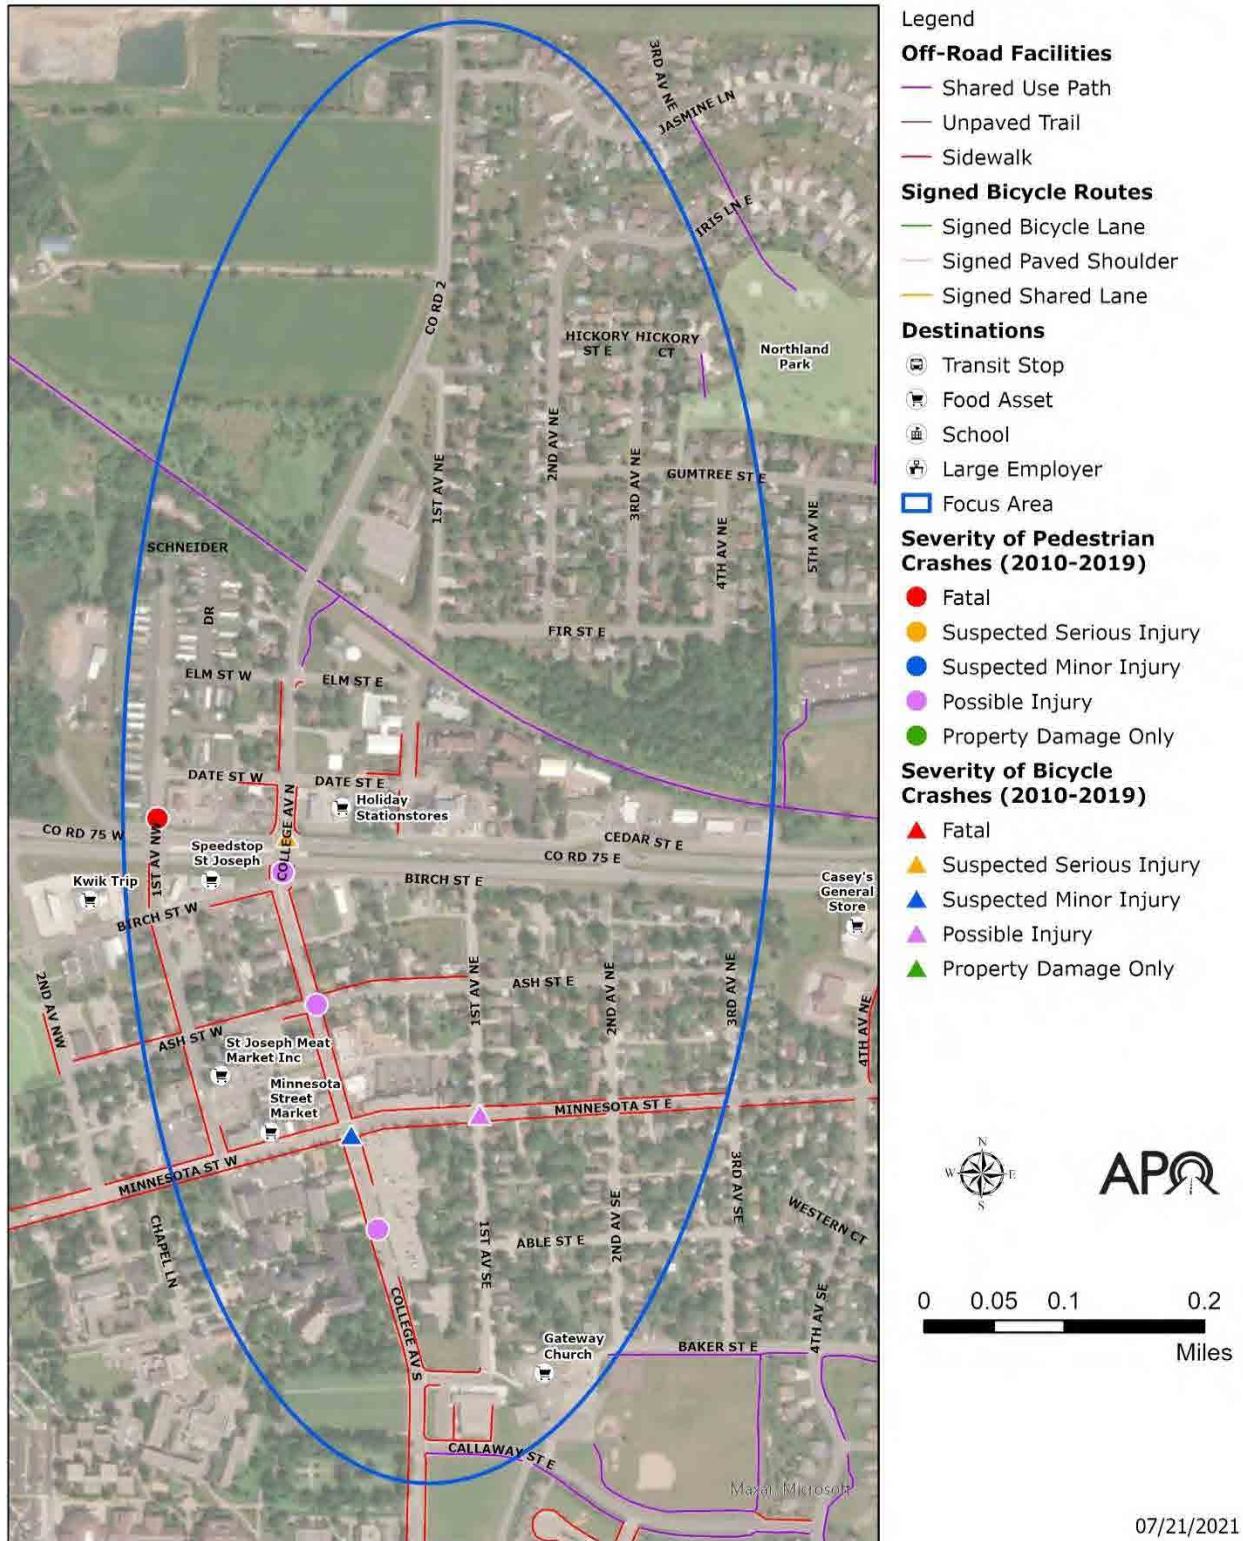 3RD AV NE
JASMINE LN
IRIS LN E
CO RD 2
HICKORY
ST E
HICKORY
CT
Northland
Park
1ST AV NE
2ND AV NE
3RD AV NE
GUMTREE ST E
4TH AV NE
5TH AV NE
SCHNEIDER
DR
FIR ST E
ELM ST W
ELM ST E
DATE ST W
DATE ST E
Holiday
Stationstores
COLLEGE AV N
CO RD 75 W
1ST AV NW
CEDAR ST E
CO RD 75 E
Speedstop
St Joseph
Kwik Trip
BIRCH ST E
BIRCH ST W
Casey's
General
Store
2ND AV NW
ASH ST E
1ST AV NE
2ND AV NE
3RD AV NE
4TH AV NE
ASH ST W
St Joseph Meat
Market Inc
Minnesota
Street
Market
MINNESOTA ST E
MINNESOTA ST W
CHAPEL LN
1ST AV SE
ABLE ST E
2ND AV SE
3RD AV SE
WESTERN CT
4TH AV SE
COLLEGE AV S
Gateway
Church
BAKER ST E
CALLAWAY ST E
Maxar, Microsoft
Legend
Off-Road Facilities
Shared Use Path
Unpaved Trail
Sidewalk
Signed Bicycle Routes
Signed Bicycle Lane
Signed Paved Shoulder
Signed Shared Lane
Destinations
Transit Stop
Food Asset
School
Large Employer
Focus Area
Severity of Pedestrian
Crashes (2010-2019)
Fatal
Suspected Serious Injury
Suspected Minor Injury
Possible Injury
Property Damage Only
Severity of Bicycle
Crashes (2010-2019)
Fatal
Suspected Serious Injury
Suspected Minor Injury
Possible Injury
Property Damage Only
N
W E
S
APO
0 0.05 0.1 0.2
Miles
07/21/2021